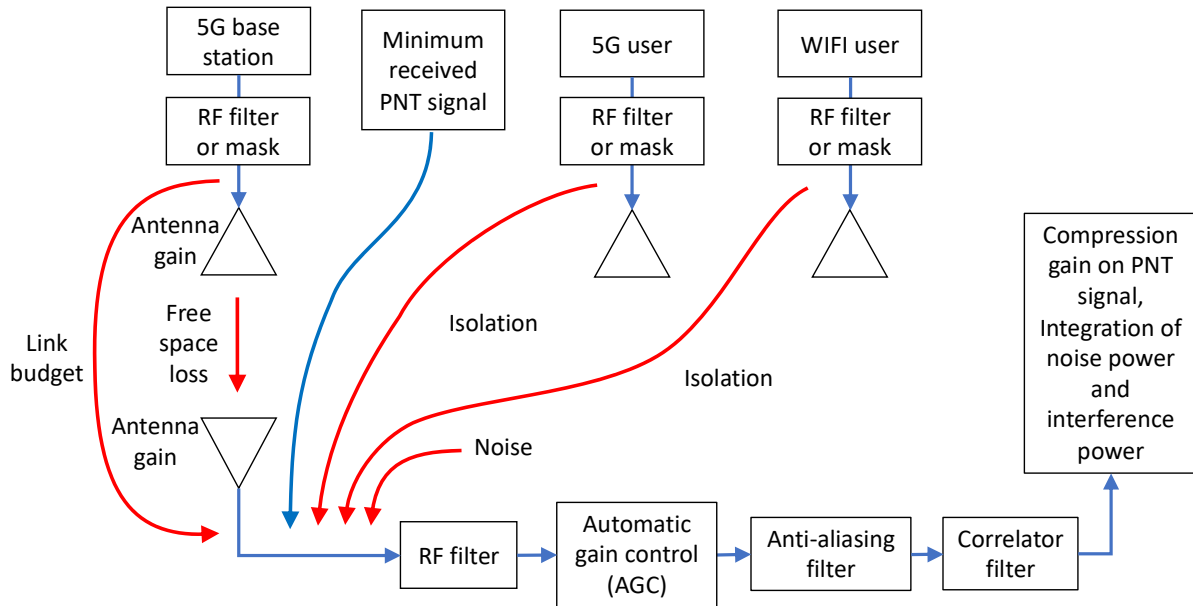 5G base
station
Minimum
received
PNT signal
5G user
WIFI user
RF filter
or mask
RF filter
or mask
RF filter
or mask
Antenna
gain
Free
space
loss
Link
budget
Isolation
Isolation
Antenna
gain
Noise
Compression
gain on PNT
signal,
Integration of
noise power
and
interference
power
RF filter
Automatic
gain control
(AGC)
Anti-aliasing
filter
Correlator
filter